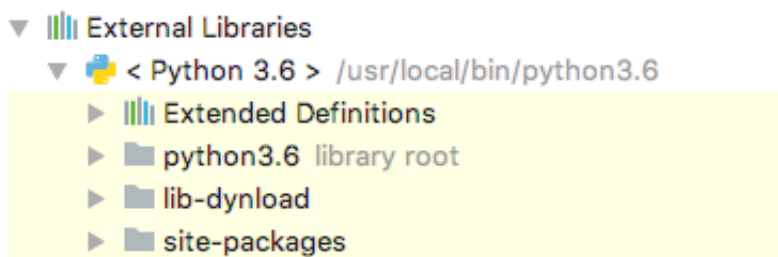 External Libraries
< Python 3.6 > /usr/local/bin/python3.6
Extended Definitions
python3.6 library root
lib-dynload
site-packages